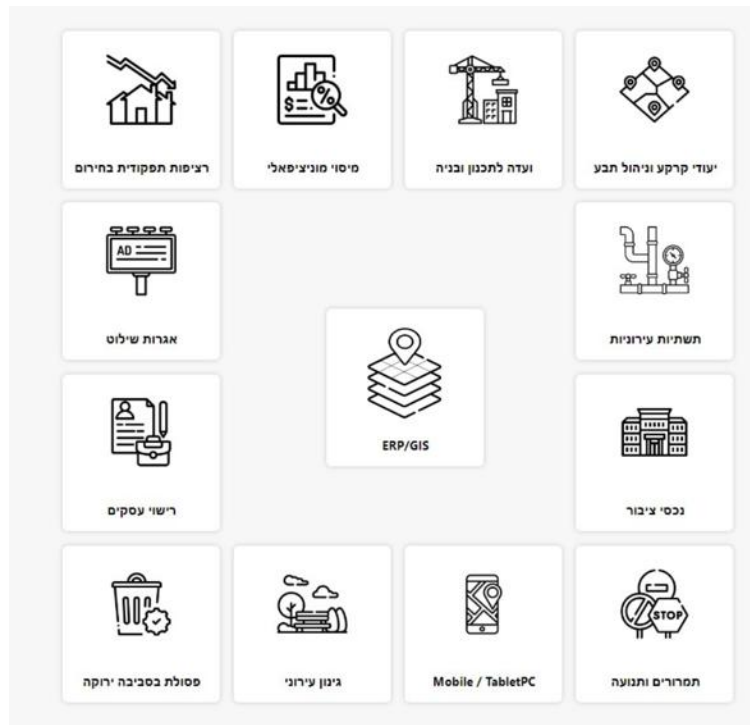 יעודי קרקע וניהול תבע
ועדה לתכנון ובניה
מיסוי מוניציפאלי
רציפות תפקודית בחירום
תשתיות עירוניות
AD
אגרות שילוט
ERP/GIS
נכסי ציבור
רישוי עסקים
STOP
תמרורים ותנועה
Mobile / TabletPC
גינון עירוני
פסולת בסביבה ירוקה